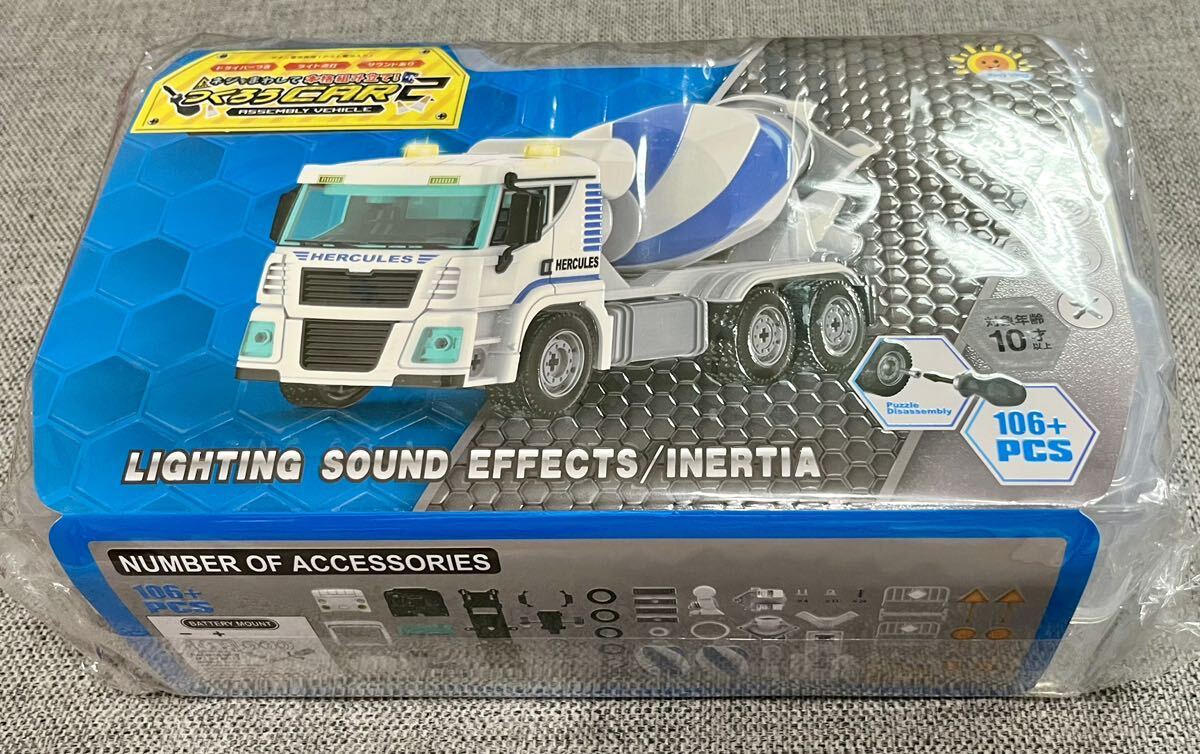 ドライバーつき ライト点灯 サウンドあり
ネジをまわして本格組み立て!
つくろうCAR
ASSEMBLY VEHICLE
HERCULES
HERCULES
対象年齢
10才以上
Puzzle
Disassembly
106+
PCS
LIGHTING SOUND EFFECTS/INERTIA
NUMBER OF ACCESSORIES
106+
PCS
BATTERY MOUNT
- +